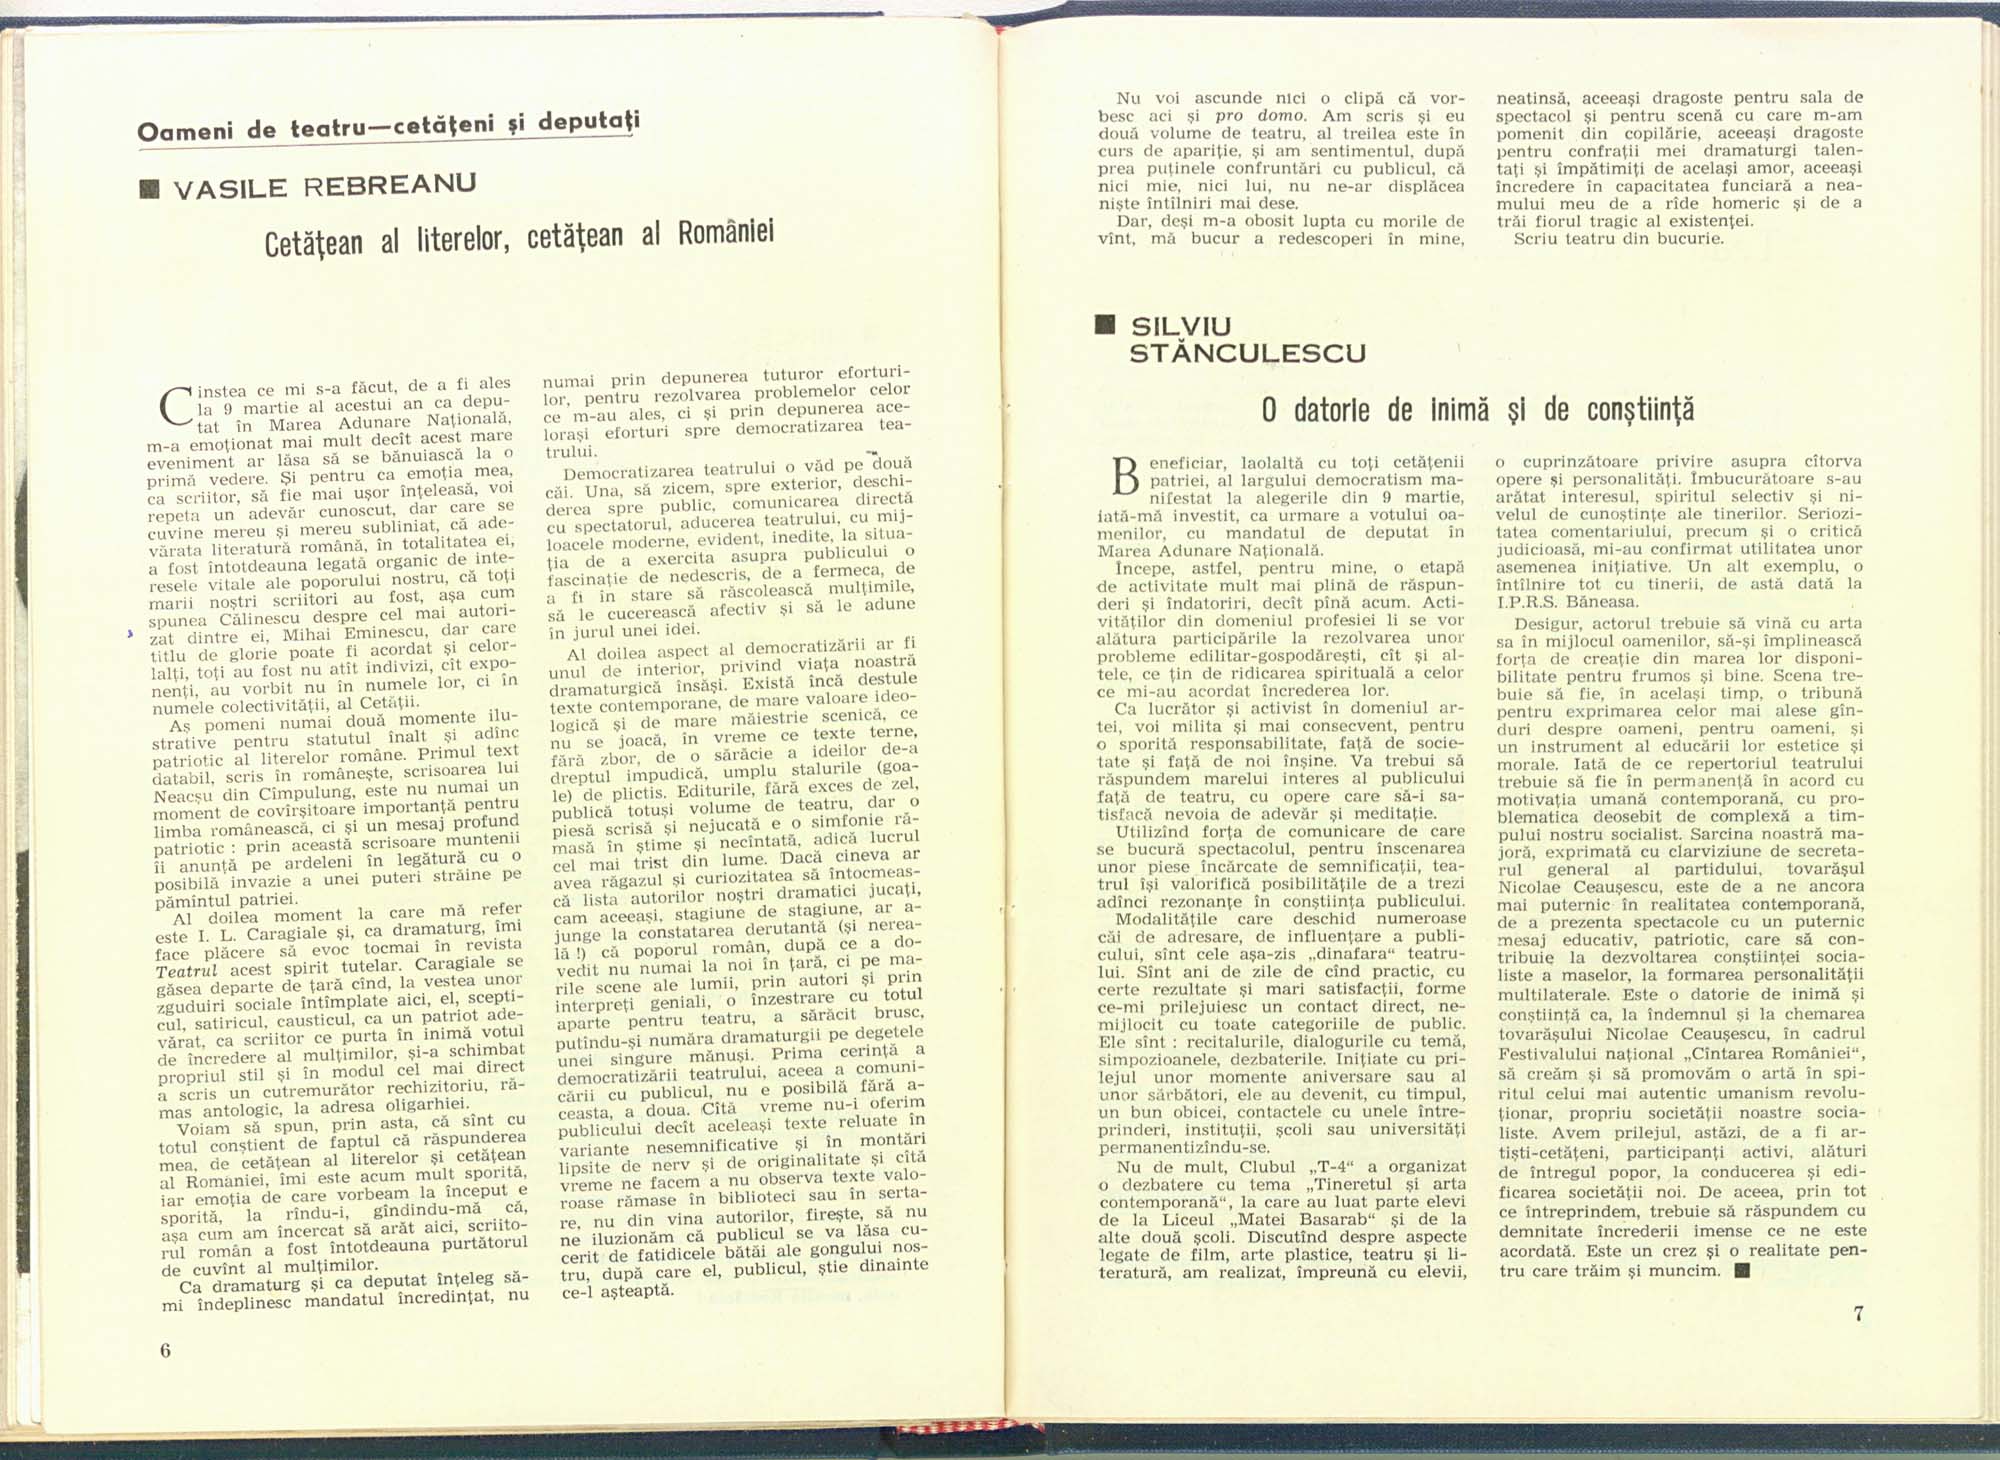 Oameni de teatru—cetățeni și deputați
■ VASILE REBREANU
Cetățean al literelor, cetățean al României
Cinstea ce mi s-a făcut, de a fi ales
la 9 martie al acestui an ca depu-
tat în Marea Adunare Națională,
m-a emoționat mai mult decît acest mare
eveniment ar lăsa să se bănuiască la o
primă vedere. Și pentru ca emoția mea,
ca scriitor, să fie mai ușor înțeleasă, voi
repeta un adevăr cunoscut, dar care se
cuvine mereu și mereu subliniat, că ade-
vărata literatură română, în totalitatea ei,
a fost întotdeauna legată organic de inte-
resele vitale ale poporului nostru, că toți
marii noștri scriitori au fost, așa cum
spunea Călinescu despre cel mai autori-
zat dintre ei, Mihai Eminescu, dar care
titlu de glorie poate fi acordat și celor-
lalți, toți au fost nu atît indivizi, cît expo-
nenți, au vorbit nu în numele lor, ci în
numele colectivității, al Cetății.
Aș pomeni numai două momente ilu-
strative pentru statutul înalt și adînc
patriotic al literelor române. Primul text
databil, scris în românește, scrisoarea lui
Neacșu din Cîmpulung, este nu numai un
moment de covîrșitoare importanță pentru
limba românească, ci și un mesaj profund
patriotic : prin această scrisoare muntenii
îi anunță pe ardeleni în legătură cu o
posibilă invazie a unei puteri străine pe
pămîntul patriei.
Al doilea moment la care mă refer
este I. L. Caragiale și, ca dramaturg, îmi
face plăcere să evoc tocmai în revista
Teatrul acest spirit tutelar. Caragiale se
găsea departe de țară cînd, la vestea unor
zguduiri sociale întîmplate aici, el, scepti-
cul, satiricul, causticul, ca un patriot ade-
vărat, ca scriitor ce purta în inimă votul
de încredere al mulțimilor, și-a schimbat
propriul stil și în modul cel mai direct
a scris un cutremurător rechizitoriu, ră-
mas antologic, la adresa oligarhiei.
Voiam să spun, prin asta, că sînt cu
totul conștient de faptul că răspunderea
mea, de cetățean al literelor și cetățean
al României, îmi este acum mult sporită,
iar emoția de care vorbeam la început e
sporită, la rîndu-i, gîndindu-mă că,
așa cum am încercat să arăt aici, scriito-
rul român a fost întotdeauna purtătorul
de cuvînt al mulțimilor.
Ca dramaturg și ca deputat înțeleg să-
mi îndeplinesc mandatul încredințat, nu
numai prin depunerea tuturor eforturi-
lor, pentru rezolvarea problemelor celor
ce m-au ales, ci și prin depunerea ace-
lorași eforturi spre democratizarea tea-
trului.
Democratizarea teatrului o văd pe două
căi. Una, să zicem, spre exterior, deschi-
derea spre public, comunicarea directă
cu spectatorul, aducerea teatrului, cu mij-
loacele moderne, evident, inedite, la situa-
ția de a exercita asupra publicului o
fascinație de nedescris, de a fermeca, de
a fi în stare să răscolească mulțimile,
să le cucerească afectiv și să le adune
în jurul unei idei.
Al doilea aspect al democratizării ar fi
unul de interior, privind viața noastră
dramaturgică însăși. Există încă destule
texte contemporane, de mare valoare ideo-
logică și de mare măiestrie scenică, ce
nu se joacă, în vreme ce texte terne,
fără zbor, de o sărăcie a ideilor de-a
dreptul impudică, umplu stalurile (goa-
le) de plictis. Editurile, fără exces de zel,
publică totuși volume de teatru, dar o
piesă scrisă și nejucată e o simfonie ră-
masă în știme și necîntată, adică lucrul
cel mai trist din lume. Dacă cineva ar
avea răgazul și curiozitatea să întocmeas-
că lista autorilor noștri dramatici jucați,
cam aceeași, stagiune de stagiune, ar a-
junge la constatarea derutantă (și nerea-
lă !) că poporul român, după ce a do-
vedit nu numai la noi în țară, ci pe ma-
rile scene ale lumii, prin autori și prin
interpreți geniali, o înzestrare cu totul
aparte pentru teatru, a sărăcit brusc,
putîndu-și număra dramaturgii pe degetele
unei singure mănuși. Prima cerință a
democratizării teatrului, aceea a comuni-
cării cu publicul, nu e posibilă fără a-
ceasta, a doua. Cîtă vreme nu-i oferim
publicului decît aceleași texte reluate în
variante nesemnificative și în montări
lipsite de nerv și de originalitate și cîtă
vreme ne facem a nu observa texte valo-
roase rămase în biblioteci sau în serta-
re, nu din vina autorilor, firește, să nu
ne iluzionăm că publicul se va lăsa cu-
cerit de fatidicele bătăi ale gongului nos-
tru, după care el, publicul, știe dinainte
ce-l așteaptă.
6
Nu voi ascunde nici o clipă că vor-
besc aci și pro domo. Am scris și eu
două volume de teatru, al treilea este în
curs de apariție, și am sentimentul, după
prea puținele confruntări cu publicul, că
nici mie, nici lui, nu ne-ar displăcea
niște întîlniri mai dese.
Dar, deși m-a obosit lupta cu morile de
vînt, mă bucur a redescoperi în mine,
neatinsă, aceeași dragoste pentru sala de
spectacol și pentru scenă cu care m-am
pomenit din copilărie, aceeași dragoste
pentru confrații mei dramaturgi talen-
tați și împătimiți de același amor, aceeași
încredere în capacitatea funciară a nea-
mului meu de a rîde homeric și de a
trăi fiorul tragic al existenței.
Scriu teatru din bucurie.
■ SILVIU
STĂNCULESCU
O datorie de inimă și de conștiință
Beneficiar, laolaltă cu toți cetățenii
patriei, al largului democratism ma-
nifestat la alegerile din 9 martie,
iată-mă investit, ca urmare a votului oa-
menilor, cu mandatul de deputat în
Marea Adunare Națională.
Începe, astfel, pentru mine, o etapă
de activitate mult mai plină de răspun-
deri și îndatoriri, decît pînă acum. Acti-
vităților din domeniul profesiei li se vor
alătura participările la rezolvarea unor
probleme edilitar-gospodărești, cît și al-
tele, ce țin de ridicarea spirituală a celor
ce mi-au acordat încrederea lor.
Ca lucrător și activist în domeniul ar-
tei, voi milita și mai consecvent, pentru
o sporită responsabilitate, față de socie-
tate și față de noi înșine. Va trebui să
răspundem marelui interes al publicului
față de teatru, cu opere care să-i sa-
tisfacă nevoia de adevăr și meditație.
Utilizînd forța de comunicare de care
se bucură spectacolul, pentru înscenarea
unor piese încărcate de semnificații, tea-
trul își valorifică posibilitățile de a trezi
adînci rezonanțe în conștiința publicului.
Modalitățile care deschid numeroase
căi de adresare, de influențare a publi-
cului, sînt cele așa-zis „dinafara“ teatru-
lui. Sînt ani de zile de cînd practic, cu
certe rezultate și mari satisfacții, forme
ce-mi prilejuiesc un contact direct, ne-
mijlocit cu toate categoriile de public.
Ele sînt : recitalurile, dialogurile cu temă,
simpozioanele, dezbaterile. Inițiate cu pri-
lejul unor momente aniversare sau al
unor sărbători, ele au devenit, cu timpul,
un bun obicei, contactele cu unele între-
prinderi, instituții, școli sau universități
permanentizîndu-se.
Nu de mult, Clubul „T-4“ a organizat
o dezbatere cu tema „Tineretul și arta
contemporană“, la care au luat parte elevi
de la Liceul „Matei Basarab“ și de la
alte două școli. Discutînd despre aspecte
legate de film, arte plastice, teatru și li-
teratură, am realizat, împreună cu elevii,
o cuprinzătoare privire asupra cîtorva
opere și personalități. Îmbucurătoare s-au
arătat interesul, spiritul selectiv și ni-
velul de cunoștințe ale tinerilor. Seriozi-
tatea comentariului, precum și o critică
judicioasă, mi-au confirmat utilitatea unor
asemenea inițiative. Un alt exemplu, o
întîlnire tot cu tinerii, de astă dată la
I.P.R.S. Băneasa.
Desigur, actorul trebuie să vină cu arta
sa în mijlocul oamenilor, să-și împlinească
forța de creație din marea lor disponi-
bilitate pentru frumos și bine. Scena tre-
buie să fie, în același timp, o tribună
pentru exprimarea celor mai alese gîn-
duri despre oameni, pentru oameni, și
un instrument al educării lor estetice și
morale. Iată de ce repertoriul teatrului
trebuie să fie în permanență în acord cu
motivația umană contemporană, cu pro-
blematica deosebit de complexă a tim-
pului nostru socialist. Sarcina noastră ma-
joră, exprimată cu clarviziune de secreta-
rul general al partidului, tovarășul
Nicolae Ceaușescu, este de a ne ancora
mai puternic în realitatea contemporană,
de a prezenta spectacole cu un puternic
mesaj educativ, patriotic, care să con-
tribuie la dezvoltarea conștiinței socia-
liste a maselor, la formarea personalității
multilaterale. Este o datorie de inimă și
conștiință ca, la îndemnul și la chemarea
tovarășului Nicolae Ceaușescu, în cadrul
Festivalului național „Cîntarea României“,
să creăm și să promovăm o artă în spi-
ritul celui mai autentic umanism revolu-
ționar, propriu societății noastre socia-
liste. Avem prilejul, astăzi, de a fi ar-
tiști-cetățeni, participanți activi, alături
de întregul popor, la conducerea și edi-
ficarea societății noi. De aceea, prin tot
ce întreprindem, trebuie să răspundem cu
demnitate încrederii imense ce ne este
acordată. Este un crez și o realitate pen-
tru care trăim și muncim. ■
7